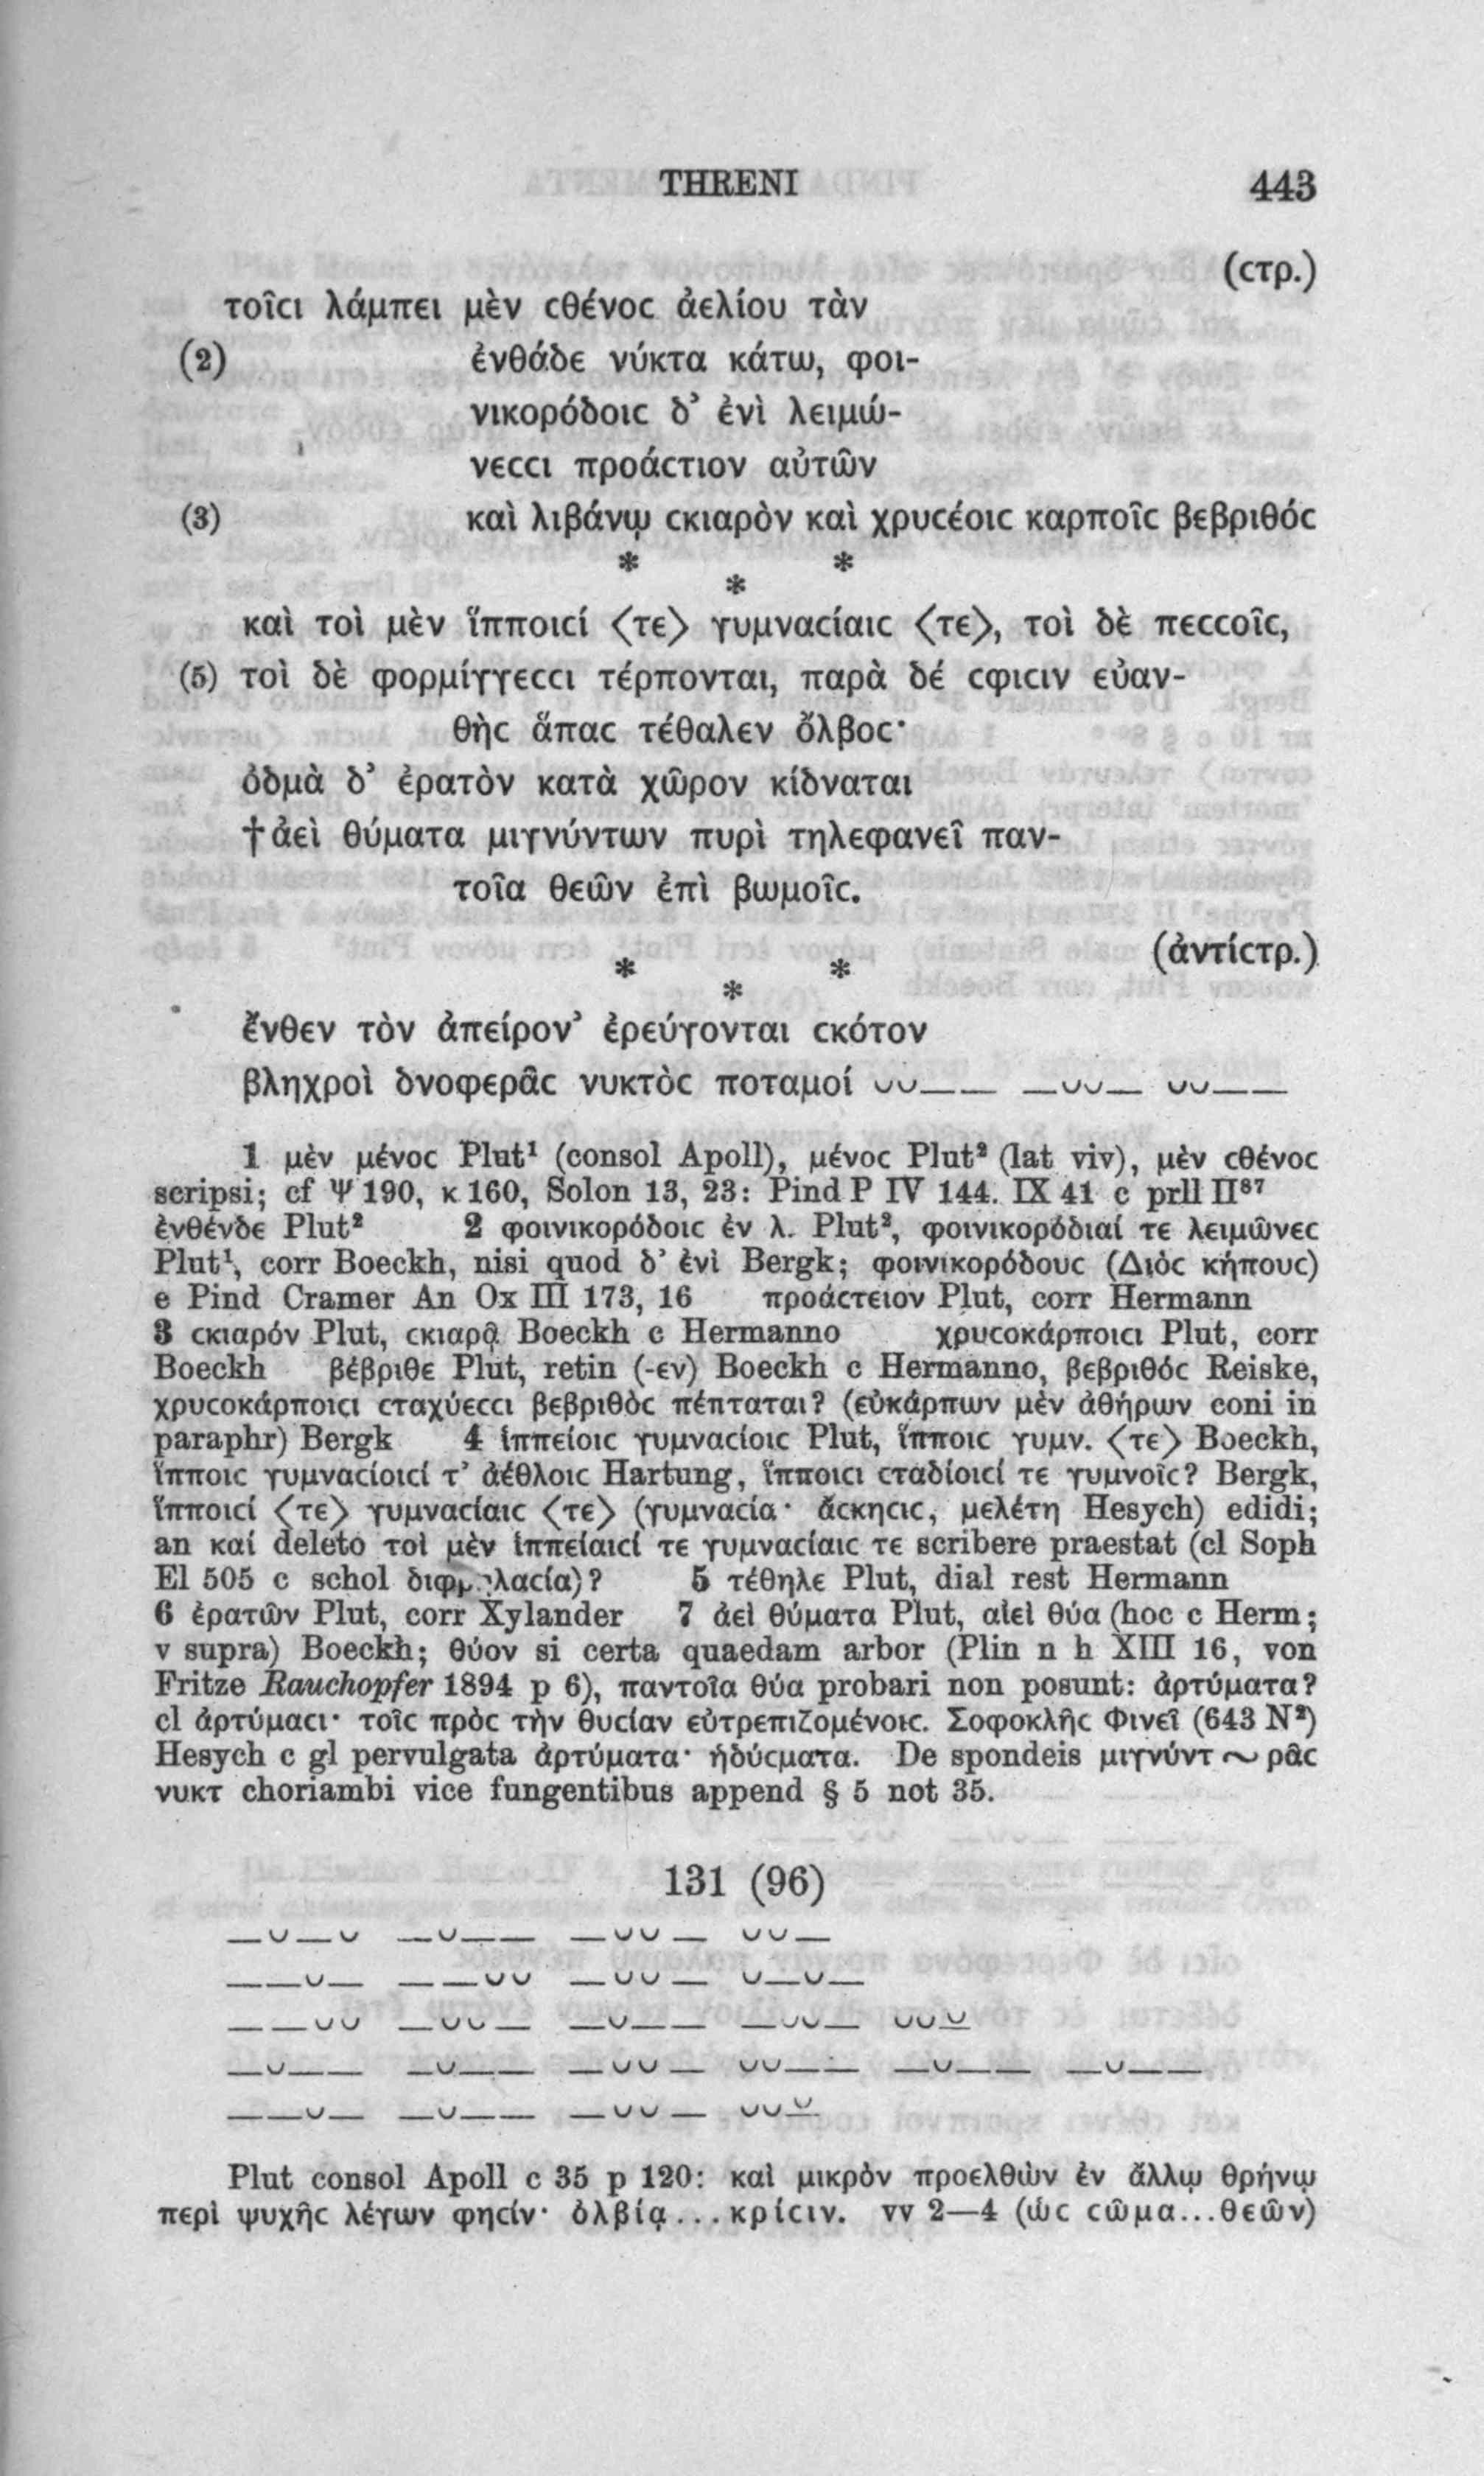 THRENI 443
(ϲτρ.)
τοῖϲι λάμπει μὲν ϲθένοϲ ἀελίου τὰν
(2) ἐνθάδε νύκτα κάτω, φοι-
νικορόδοιϲ δ’ ἐνὶ λειμώ-
νεϲϲι προάϲτιον αὐτῶν
(3) καὶ λιβάνῳ ϲκιαρὸν καὶ χρυϲέοιϲ καρποῖϲ βεβριθόϲ
* * *
καὶ τοὶ μὲν ἵπποιϲί 〈τε〉 γυμναϲίαιϲ 〈τε〉, τοὶ δὲ πεϲϲοῖϲ,
(5) τοὶ δὲ φορμίγγεϲϲι τέρπονται, παρὰ δέ ϲφιϲιν εὐαν-
θὴϲ ἅπαϲ τέθαλεν ὄλβοϲ·
ὀδμὰ δ’ ἐρατὸν κατὰ χῶρον κίδναται
†ἀεὶ θύματα μιγνύντων πυρὶ τηλεφανεῖ παν-
τοῖα θεῶν ἐπὶ βωμοῖϲ.
(ἀντίϲτρ.)
* * *
ἔνθεν τὸν ἀπείρον’ ἐρεύγονται ϲκότον
βληχροὶ δνοφερᾶϲ νυκτὸϲ ποταμοί ⏑⏑–– –⏑⏑– ⏑⏑––
1 μὲν μένοϲ Plut¹ (consol Apoll), μένοϲ Plut² (lat viv), μὲν ϲθένοϲ
scripsi; cf Ψ 190, κ 160, Solon 13, 23: Pind P IV 144. IX 41 c prll II⁸⁷
ἐνθένδε Plut² 2 φοινικορόδοιϲ ἐν λ. Plut², φοινικορόδιαί τε λειμῶνεϲ
Plut¹, corr Boeckh, nisi quod δ’ ἐνὶ Bergk; φοινικορόδουϲ (Διὸϲ κήπουϲ)
e Pind Cramer An Ox III 173, 16 προάϲτειον Plut, corr Hermann
3 ϲκιαρόν Plut, ϲκιαρᾷ Boeckh c Hermanno χρυϲοκάρποιϲι Plut, corr
Boeckh βέβριθε Plut, retin (-εν) Boeckh c Hermanno, βεβριθόϲ Reiske,
χρυϲοκάρποιϲι ϲταχύεϲϲι βεβριθὸϲ πέπταται? (εὐκάρπων μὲν ἀθήρων coni in
paraphr) Bergk 4 ἱππείοιϲ γυμναϲίοιϲ Plut, ἵπποιϲ γυμν. 〈τε〉 Boeckh,
ἵπποιϲ γυμναϲίοιϲί τ’ ἀέθλοιϲ Hartung, ἵπποιϲι ϲταδίοιϲί τε γυμνοῖϲ? Bergk,
ἵπποιϲί 〈τε〉 γυμναϲίαιϲ 〈τε〉 (γυμναϲία· ἄϲκηϲιϲ, μελέτη Hesych) edidi;
an καί deleto τοὶ μὲν ἱππείαιϲί τε γυμναϲίαιϲ τε scribere praestat (cl Soph
El 505 c schol )? 5 τέθηλε Plut, dial rest Hermann
6 ἐρατῶν Plut, corr Xylander 7 ἀεὶ θύματα Plut, αἰεὶ θύα (hoc c Herm;
v supra) Boeckh; θύον si certa quaedam arbor (Plin n h XIII 16, von
Fritze Rauchopfer 1894 p 6), παντοῖα θύα probari non posunt: ἀρτύματα?
cl ἀρτύμαϲι· τοῖϲ πρὸϲ τὴν θυϲίαν εὐτρεπιζομένοιϲ. Σοφοκλῆϲ Φινεῖ (643 N²)
Hesych c gl pervulgata ἀρτύματα· ἡδύϲματα. De spondeis μιγνύντ ∼ ρᾶϲ
νυκτ choriambi vice fungentibus append § 5 not 35.
131 (96)
–⏑–⏑ –⏑–– –⏑⏑– ⏑⏑–
––⏑– ––⏑⏑ –⏑⏑– ⏑–⏑–
––⏑⏑ –⏑⏑– –⏑–– –⏑⏑– ⏑⏑⏓
–⏑–– –⏑–– –⏑⏑– ⏑⏑–– –⏑–– –⏑––
––⏑– –⏑–– –⏑⏑– ⏑⏑⏓
Plut consol Apoll c 35 p 120: καὶ μικρὸν προελθὼν ἐν ἄλλῳ θρήνῳ
περὶ ψυχῆϲ λέγων φηϲίν· ὀλβίᾳ...κρίϲιν. vv 2—4 (ὡϲ ϲῶμα...θεῶν)